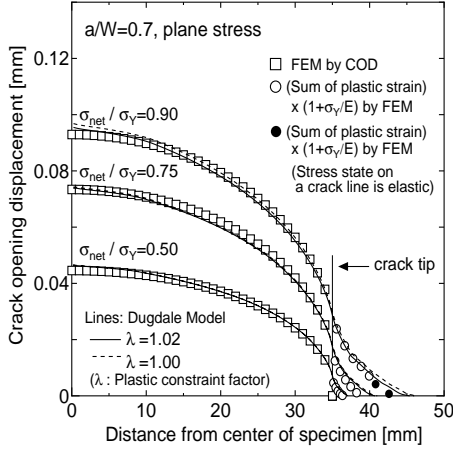 a/W=0.7, plane stress
FEM by COD
(Sum of plastic strain)
x (1+σY/E) by FEM
(Sum of plastic strain)
x (1+σY/E) by FEM
(Stress state on
a crack line is elastic)
σnet / σY=0.90
σnet / σY=0.75
σnet / σY=0.50
crack tip
Lines: Dugdale Model
λ=1.02
λ=1.00
(λ : Plastic constraint factor)
Crack opening displacement [mm]
0.12
0.08
0.04
0
0 10 20 30 40 50
Distance from center of specimen [mm]